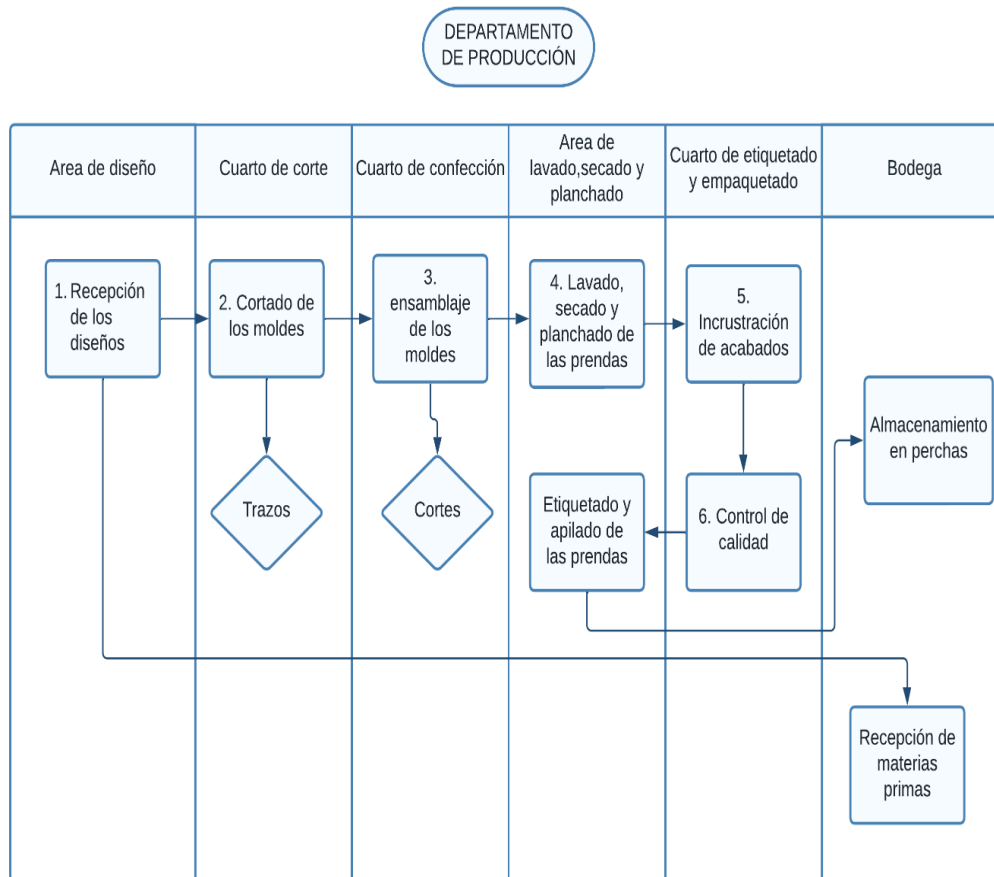 DEPARTAMENTO
DE PRODUCCIÓN
Area de diseño
Cuarto de corte
Cuarto de confección
Area de
lavado,secado y
planchado
Cuarto de etiquetado
y empaquetado
Bodega
1. Recepción
de los
diseños
2. Cortado de
los moldes
3.
ensamblaje
de los
moldes
4. Lavado,
secado y
planchado de
las prendas
5.
Incrustración
de acabados
Almacenamiento
en perchas
Trazos
Cortes
Etiquetado y
apilado de
las prendas
6. Control de
calidad
Recepción de
materias
primas